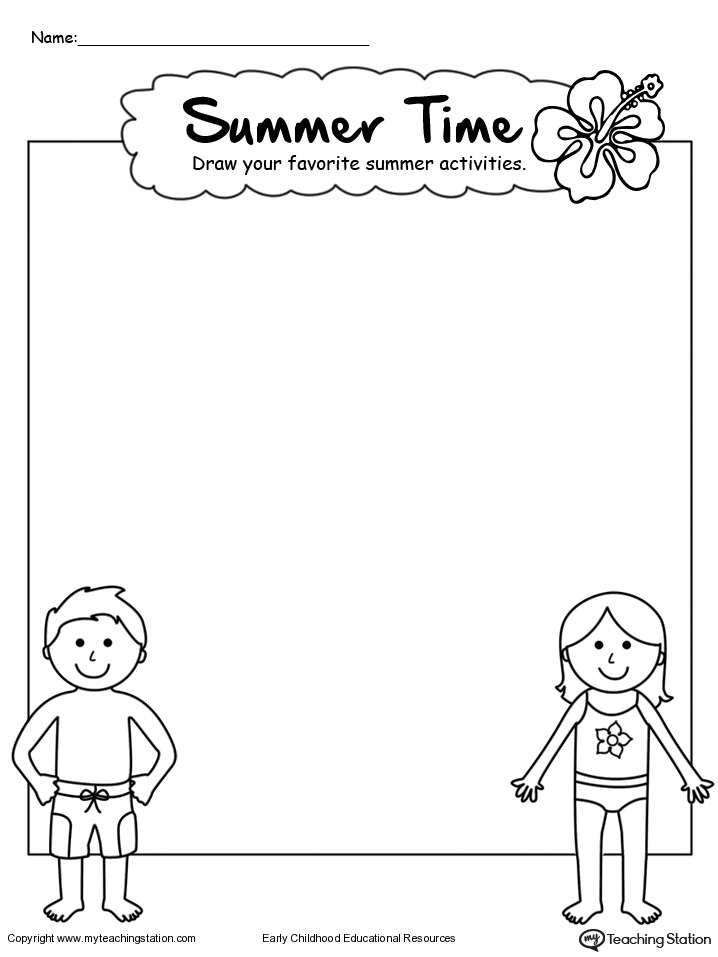 Name:_______________________________
Summer Time
Draw your favorite summer activities.
Copyright www.myteachingstation.com
Early Childhood Educational Resources
my Teaching Station